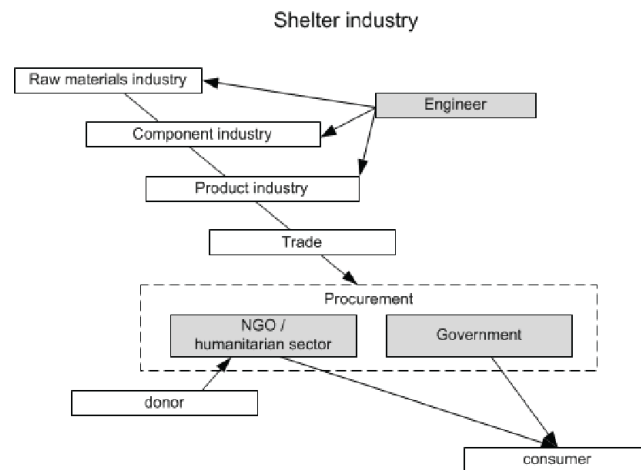 Shelter industry
Raw materials industry
Engineer
Component industry
Product industry
Trade
Procurement
NGO /
humanitarian sector
Government
donor
consumer